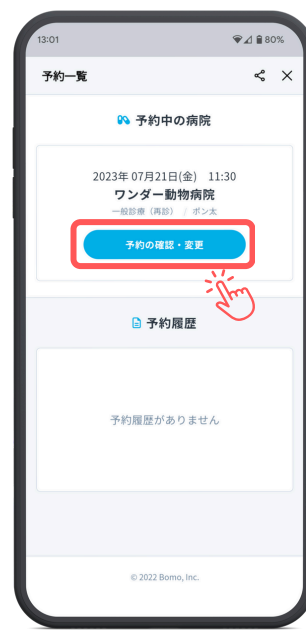 13:01
80%
予約一覧
予約中の病院
2023年 07月21日(金) 11:30
ワンダー動物病院
一般診療（再診） / ポン太
予約の確認・変更
予約履歴
予約履歴がありません
© 2022 Bomo, Inc.